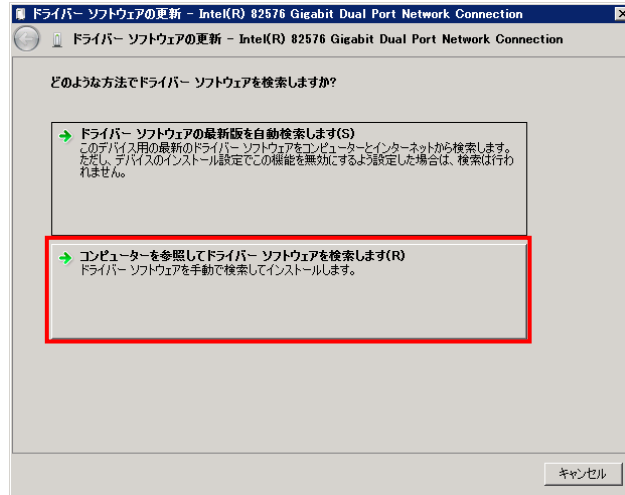 ドライバー ソフトウェアの更新 - Intel(R) 82576 Gigabit Dual Port Network Connection
ドライバー ソフトウェアの更新 - Intel(R) 82576 Gigabit Dual Port Network Connection
どのような方法でドライバー ソフトウェアを検索しますか?
ドライバー ソフトウェアの最新版を自動検索します(S)
このデバイス用の最新のドライバー ソフトウェアをコンピューターとインターネットから検索します。
ただし、デバイスのインストール設定でこの機能を無効にするよう設定した場合は、検索は行わ
れません。
コンピューターを参照してドライバー ソフトウェアを検索します(R)
ドライバー ソフトウェアを手動で検索してインストールします。
キャンセル